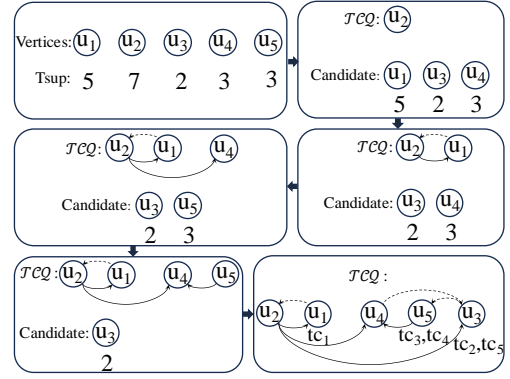 Vertices: u1 u2 u3 u4 u5
Tsup: 5 7 2 3 3
TCQ: u2
Candidate: u1 u3 u4
5 2 3
TCQ: u2 u1 u4
Candidate: u3 u5
2 3
TCQ: u2 u1
Candidate: u3 u4
2 3
TCQ: u2 u1 u4 u5
Candidate: u3
2
TCQ :
u2 u1 u4 u5 u3
tc1 tc3,tc4 tc2,tc5